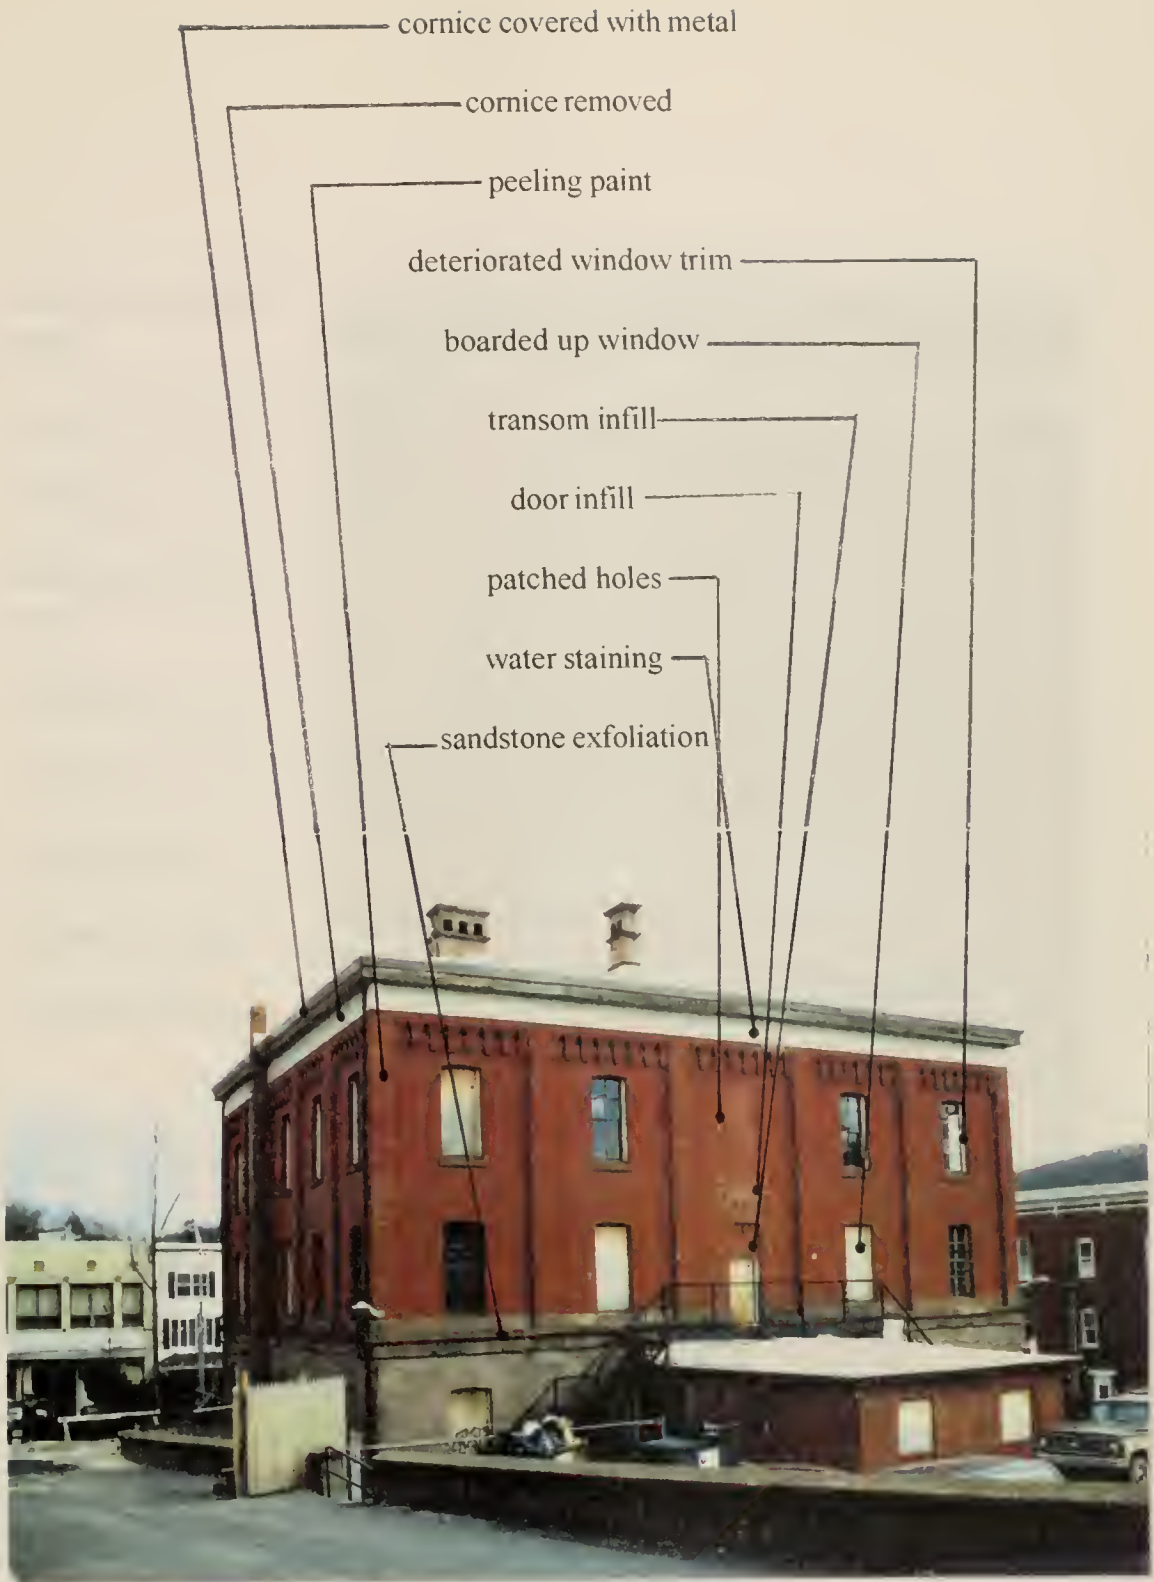 cornice covered with metal
cornice removed
peeling paint
deteriorated window trim
boarded up window
transom infill
door infill
patched holes
water staining
sandstone exfoliation